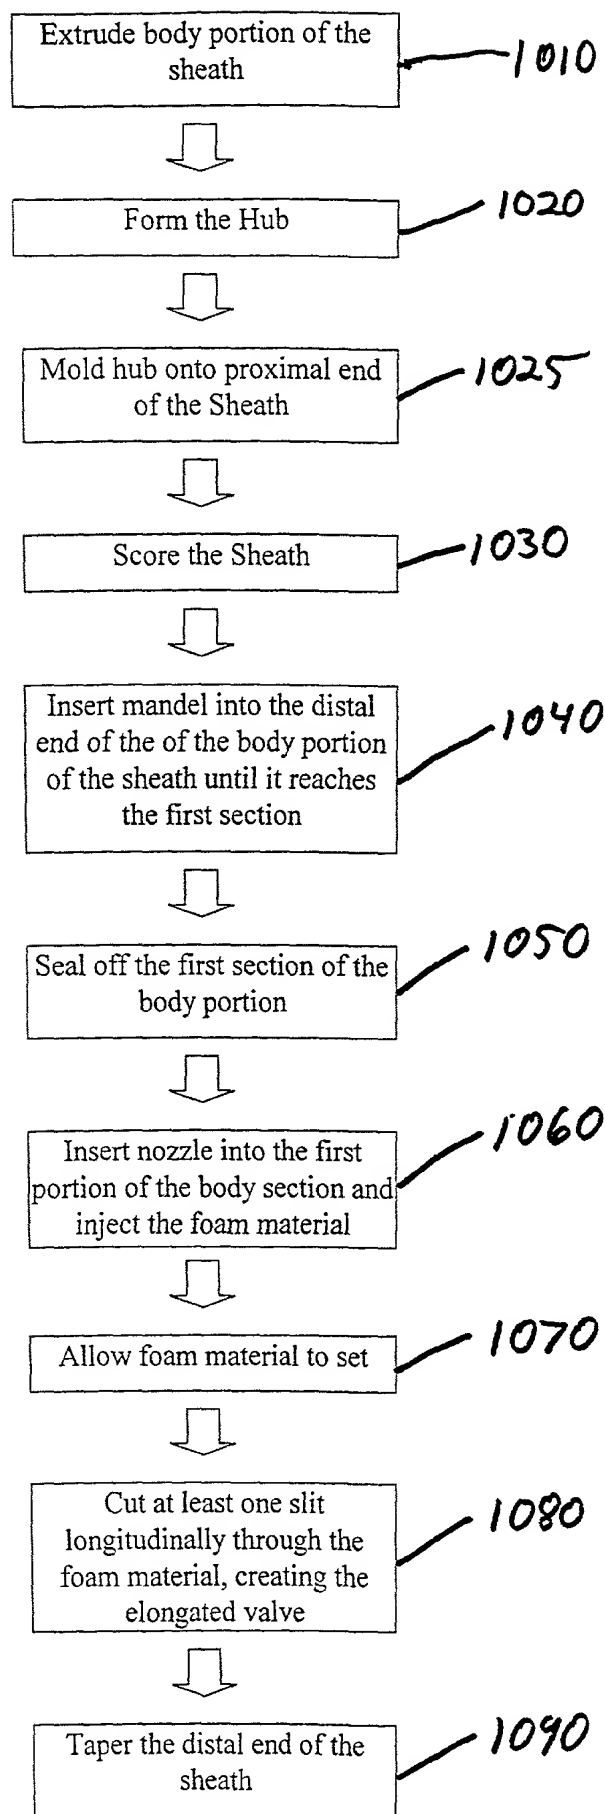 Extrude body portion of the
sheath
1010
Form the Hub
1020
Mold hub onto proximal end
of the Sheath
1025
Score the Sheath
1030
Insert mandel into the distal
end of the of the body portion
of the sheath until it reaches
the first section
1040
Seal off the first section of the
body portion
1050
Insert nozzle into the first
portion of the body section and
inject the foam material
1060
Allow foam material to set
1070
Cut at least one slit
longitudinally through the
foam material, creating the
elongated valve
1080
Taper the distal end of the
sheath
1090